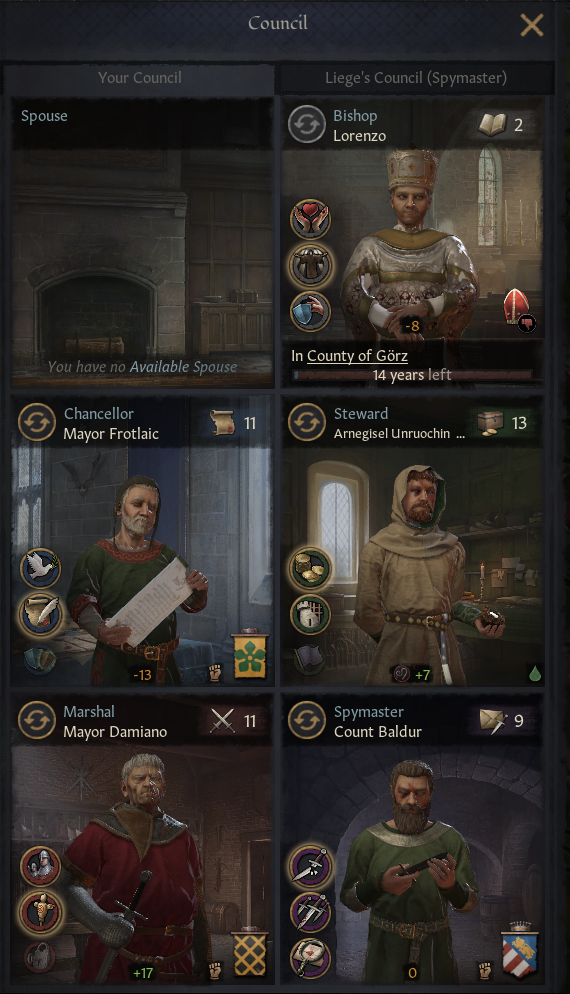 Council
Your Council
Liege's Council (Spymaster)
Spouse
You have no Available Spouse
Bishop
Lorenzo
2
-8
In County of Görz
14 years left
Chancellor
Mayor Frotlaic
11
-13
Steward
Arnegisel Unruochin ...
13
+7
Marshal
Mayor Damiano
11
+17
Spymaster
Count Baldur
9
0